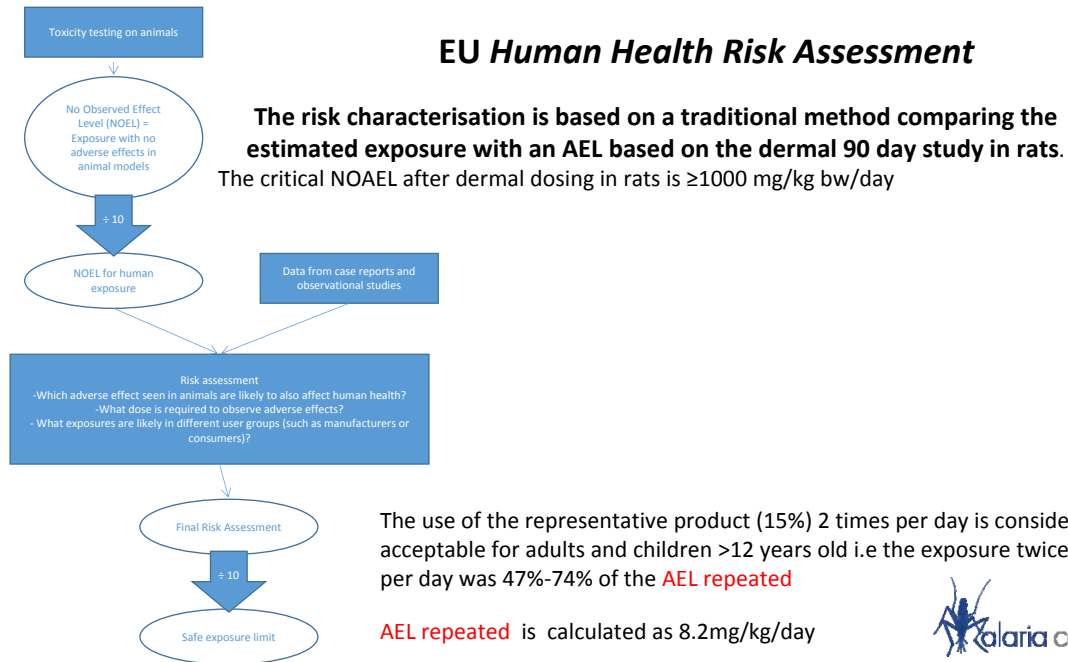 Toxicity testing on animals
EU Human Health Risk Assessment
No Observed Effect
Level (NOEL) =
Exposure with no
adverse effects in
animal models
The risk characterisation is based on a traditional method comparing the
estimated exposure with an AEL based on the dermal 90 day study in rats.
The critical NOAEL after dermal dosing in rats is ≥1000 mg/kg bw/day
÷ 10
NOEL for human
exposure
Data from case reports and
observational studies
Risk assessment
-Which adverse effect seen in animals are likely to also affect human health?
-What dose is required to observe adverse effects?
- What exposures are likely in different user groups (such as manufacturers or
consumers)?
Final Risk Assessment
÷ 10
Safe exposure limit
The use of the representative product (15%) 2 times per day is conside
acceptable for adults and children >12 years old i.e the exposure twice
per day was 47%-74% of the AEL repeated
AEL repeated is calculated as 8.2mg/kg/day
alaria c